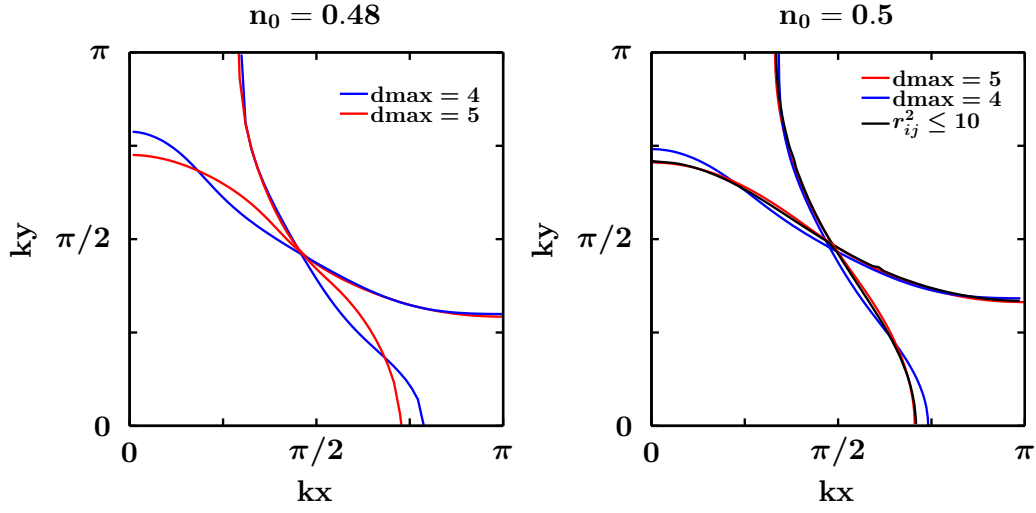 n₀ = 0.48
π
dmax = 4
dmax = 5
ky
π/2
0
0
π/2
π
kx
n₀ = 0.5
π
dmax = 5
dmax = 4
r²ᵢⱼ ≤ 10
ky
π/2
0
0
π/2
π
kx